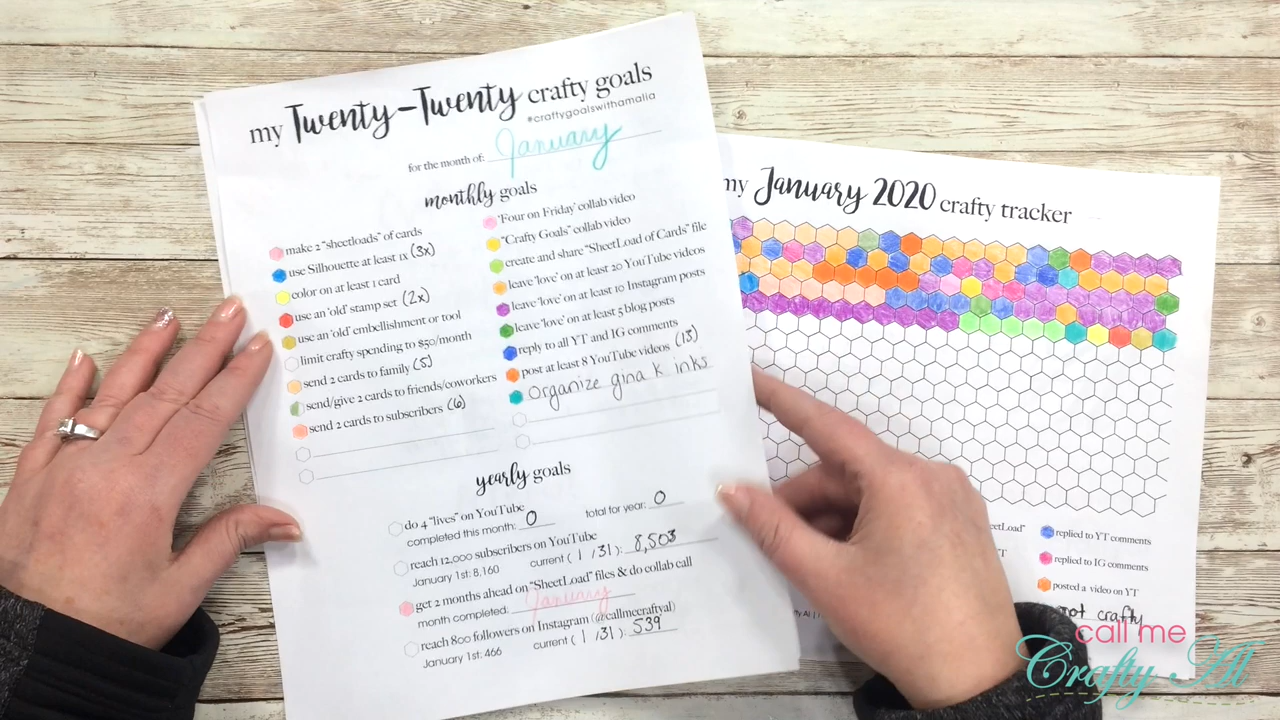 my Twenty-Twenty crafty goals
#craftygoalswithamalia
for the month of: January
monthly goals
make 2 "sheetloads" of cards
use Silhouette at least 1x (3x)
color on at least 1 card
use an 'old' stamp set (2x)
use an 'old' embellishment or tool
limit crafty spending to $50/month
send 2 cards to family (5)
send/give 2 cards to friends/coworkers
send 2 cards to subscribers (6)
'Four on Friday' collab video
"Crafty Goals" collab video
create and share "SheetLoad of Cards" file
leave 'love' on at least 20 YouTube videos
leave 'love' on at least 10 Instagram posts
leave 'love' on at least 5 blog posts
reply to all YT and IG comments
post at least 8 YouTube videos (13)
Organize gina k inks
yearly goals
do 4 "lives" on YouTube
completed this month: 0 total for year: 0
reach 12,000 subscribers on YouTube
January 1st: 8,16 current ( 1 /31 ): 8,503
get 2 months ahead "SheetLoad" files & do collab call
month completed: January
reach 800 followers on Instagram (@callmecraftyal)
January 1st: 466 current ( 1 /31 ): 539
my January 2020 crafty tracker
replied to YT comments
replied to IG comments
posted a video on YT
not crafty
call me
Crafty Al